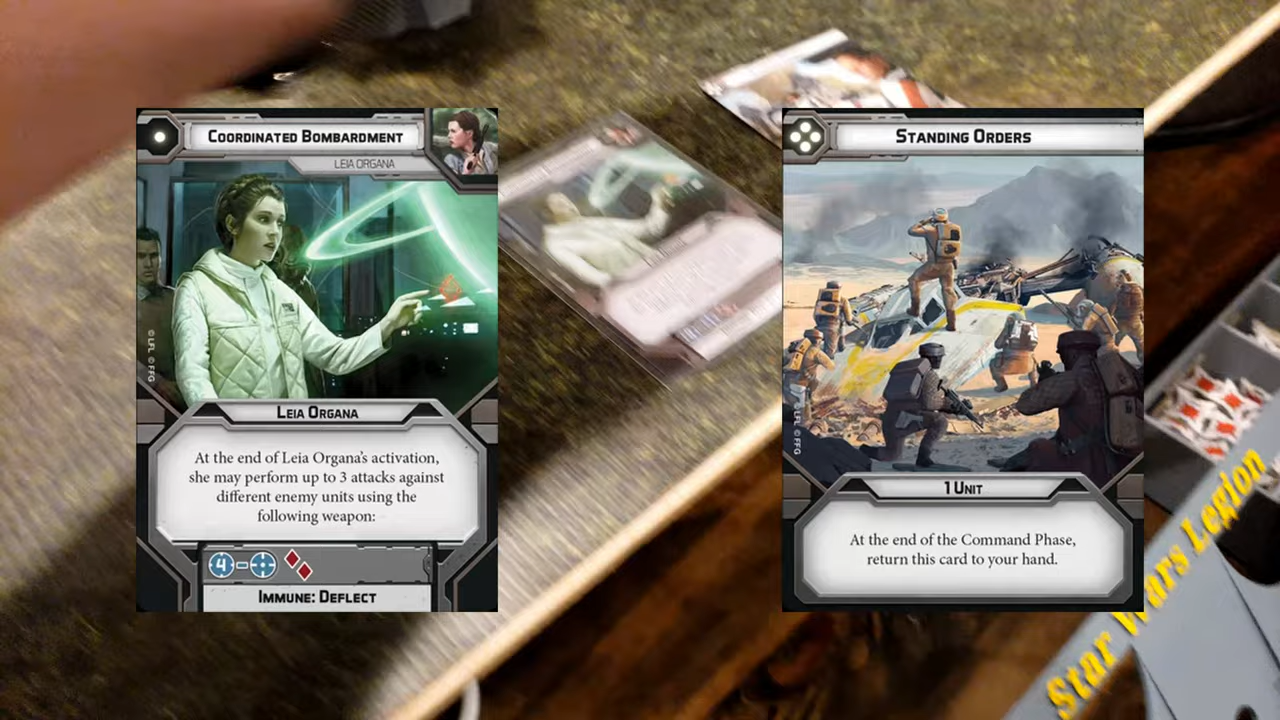 COORDINATED BOMBARDMENT
LEIA ORGANA
© LFL © FFG
LEIA ORGANA
At the end of Leia Organa's activation,
she may perform up to 3 attacks against
different enemy units using the
following weapon:
4
IMMUNE: DEFLECT
STANDING ORDERS
© LFL © FFG
1 UNIT
At the end of the Command Phase,
return this card to your hand.
Star Wars Legion